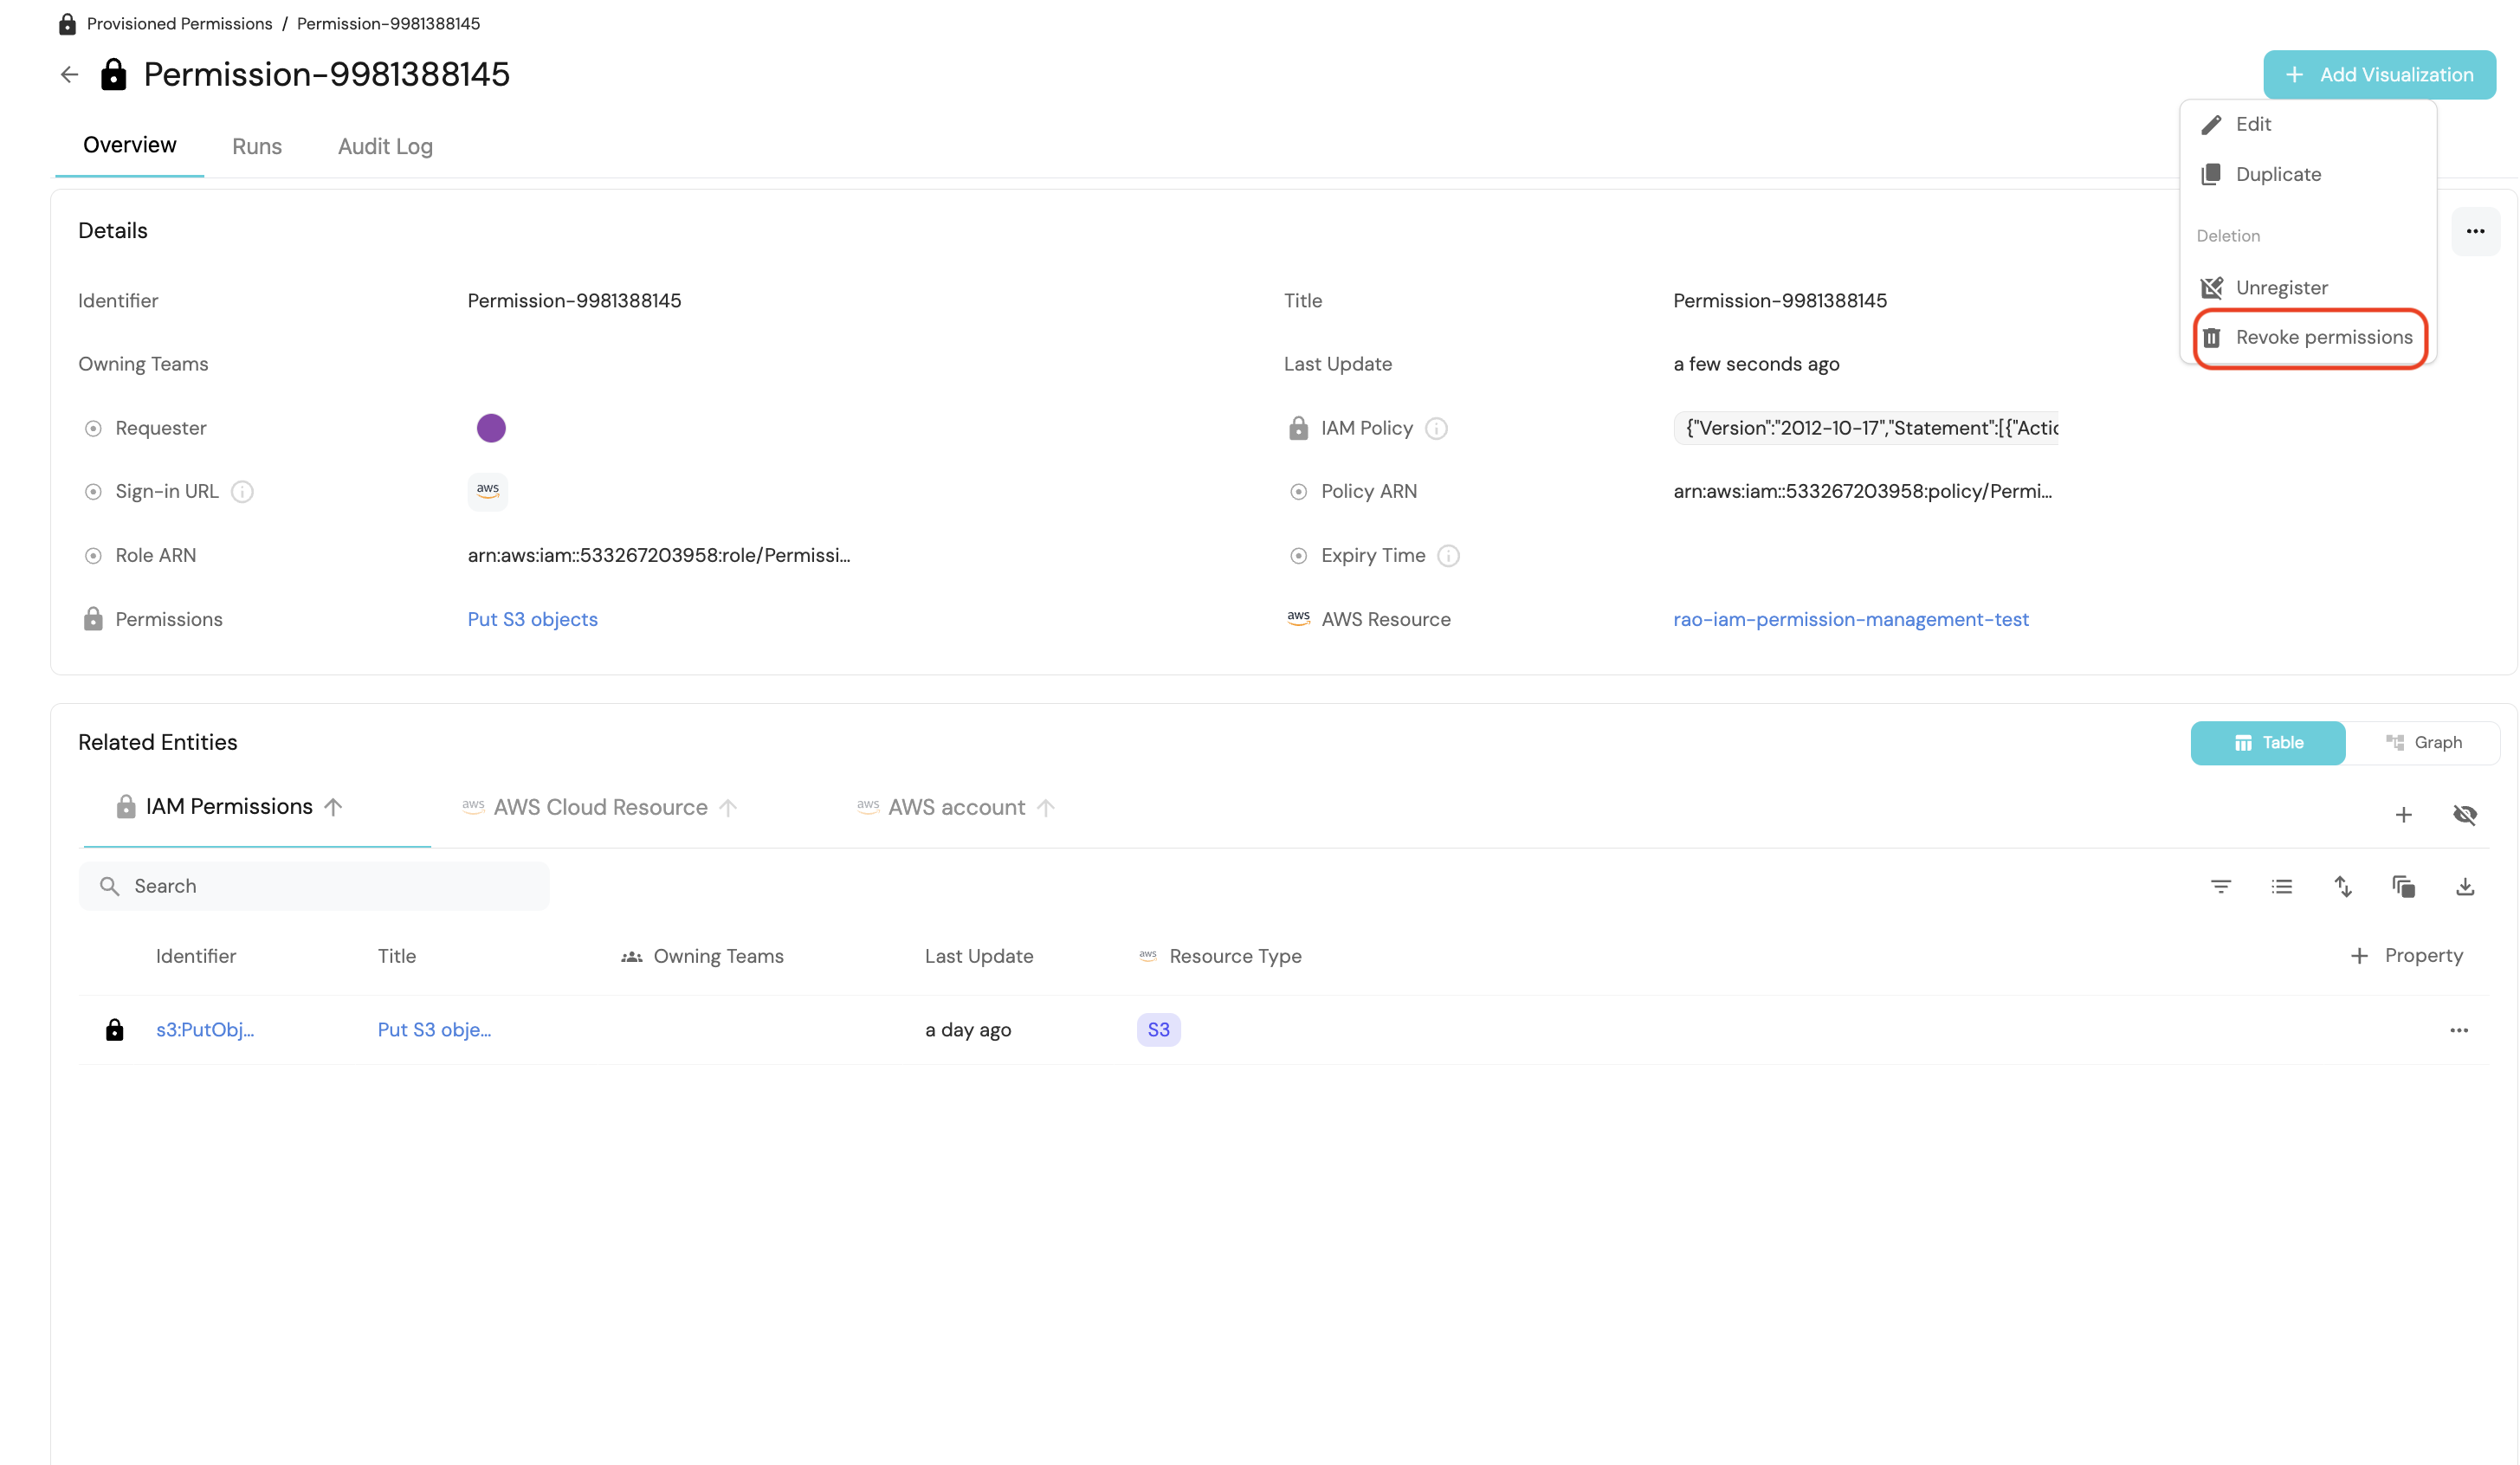 Provisioned Permissions / Permission-9981388145
Permission-9981388145
+ Add Visualization
Edit
Duplicate
Deletion
Unregister
Revoke permissions
Overview Runs Audit Log
Details
Identifier Permission-9981388145 Title Permission-9981388145
Owning Teams Last Update a few seconds ago
Requester IAM Policy {"Version":"2012-10-17","Statement":[{"Actic
Sign-in URL aws Policy ARN arn:aws:iam::533267203958:policy/Permi...
Role ARN arn:aws:iam::533267203958:role/Permissi... Expiry Time
Permissions Put S3 objects aws AWS Resource rao-iam-permission-management-test
Related Entities Table Graph
IAM Permissions aws AWS Cloud Resource aws AWS account
Search
Identifier Title Owning Teams Last Update aws Resource Type + Property
s3:PutObj... Put S3 obje... a day ago S3